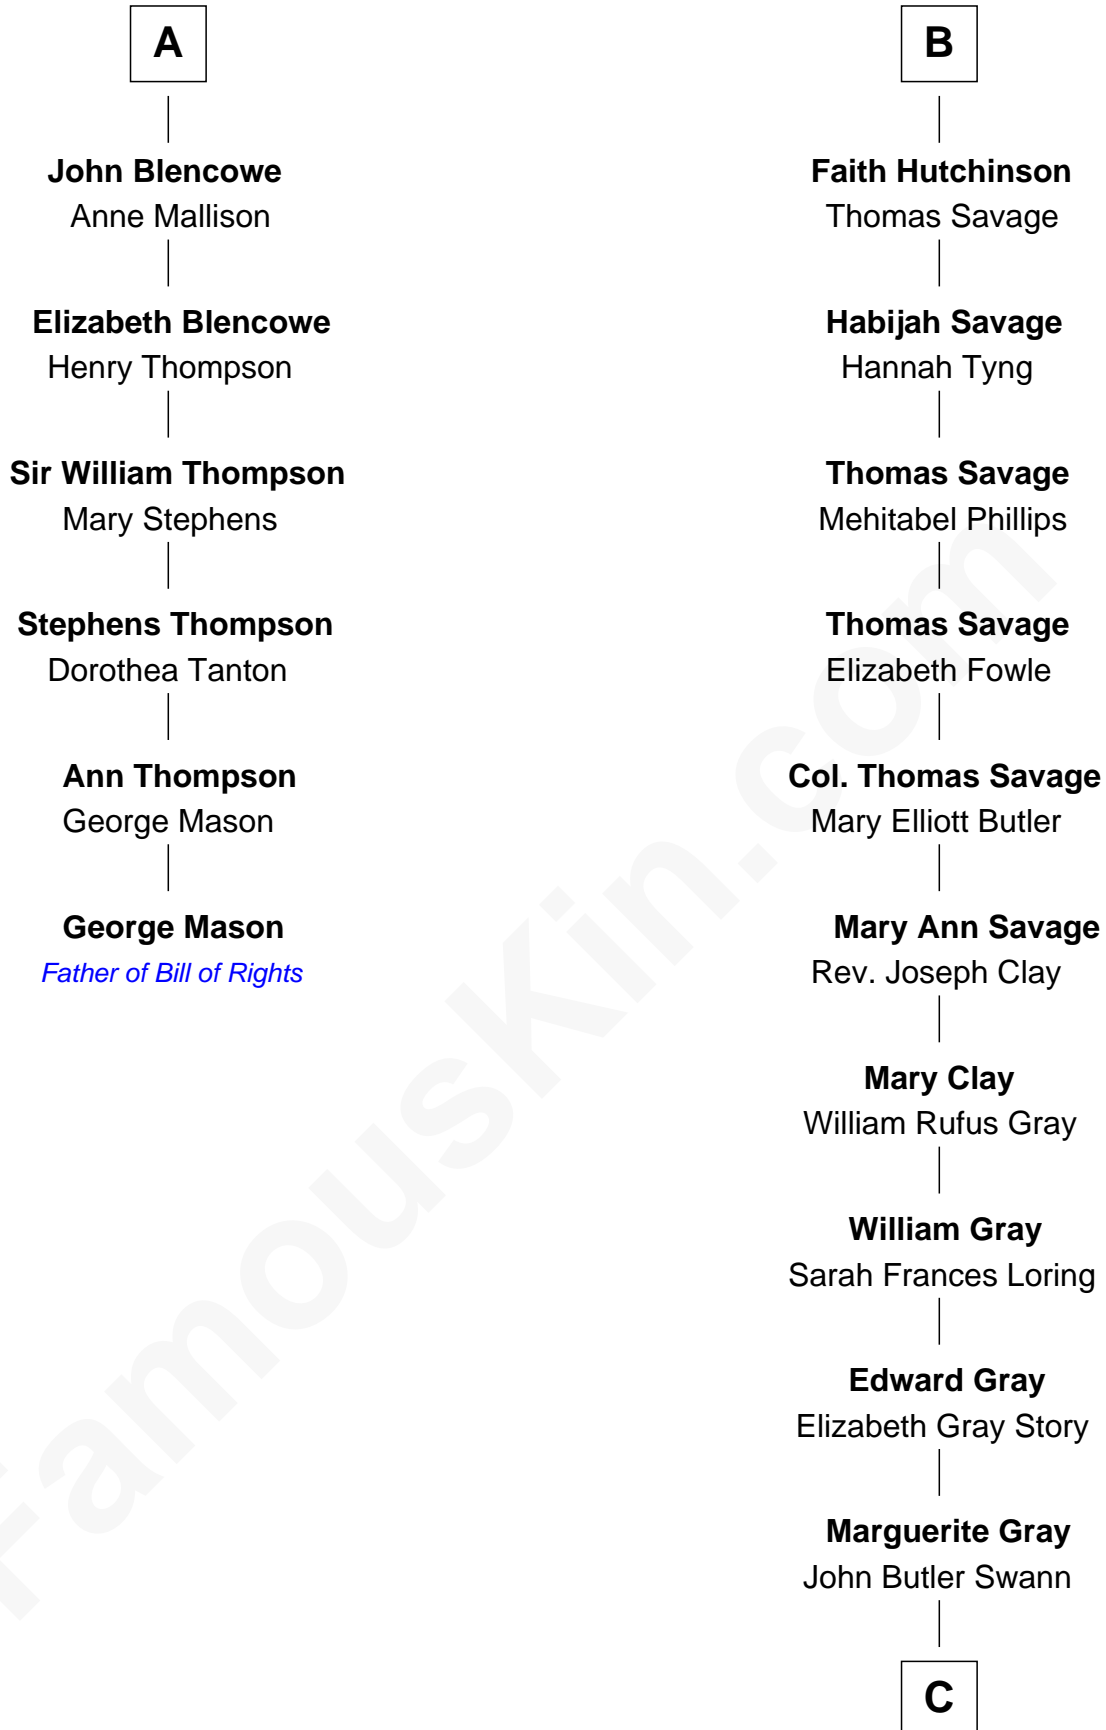 A
John Blencowe
Anne Mallison
Elizabeth Blencowe
Henry Thompson
Sir William Thompson
Mary Stephens
Stephens Thompson
Dorothea Tanton
Ann Thompson
George Mason
George Mason
Father of Bill of Rights
B
Faith Hutchinson
Thomas Savage
Habijah Savage
Hannah Tyng
Thomas Savage
Mehitabel Phillips
Thomas Savage
Elizabeth Fowle
Col. Thomas Savage
Mary Elliott Butler
Mary Ann Savage
Rev. Joseph Clay
Mary Clay
William Rufus Gray
William Gray
Sarah Frances Loring
Edward Gray
Elizabeth Gray Story
Marguerite Gray
John Butler Swann
C
FamousKin.com